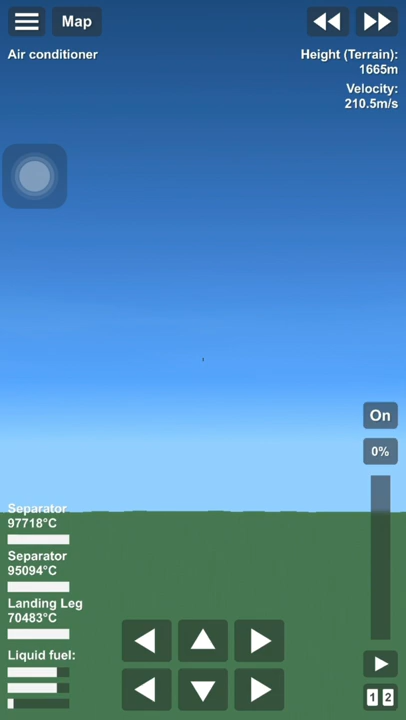 Map
Air conditioner
Height (Terrain):
1665m
Velocity:
210.5m/s
On
0%
Separator
97718°C
Separator
95094°C
Landing Leg
70483°C
Liquid fuel:
1 2